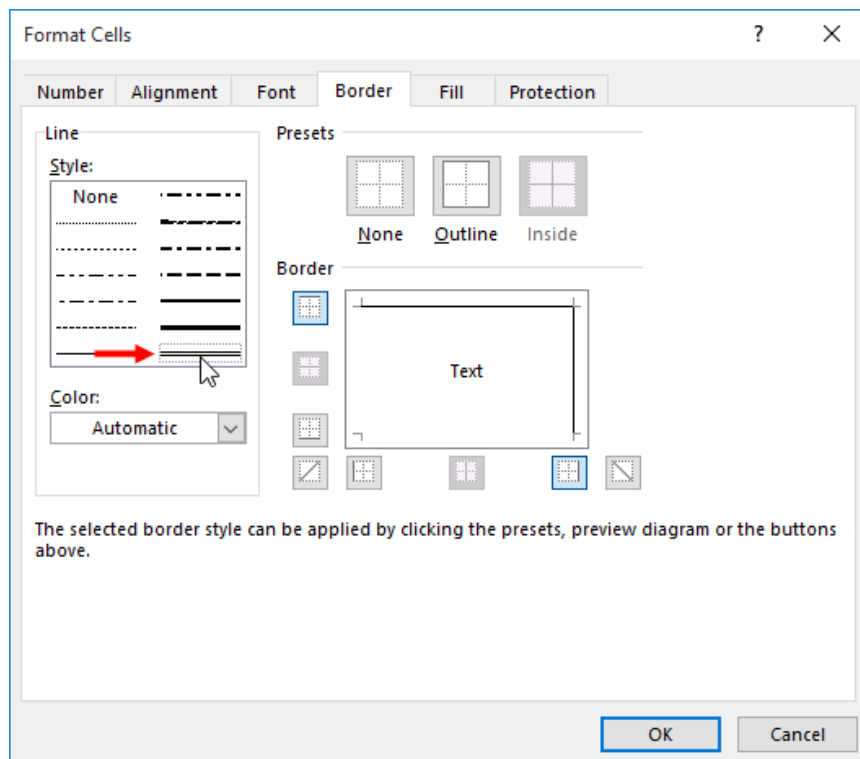 Format Cells ?
Number Alignment Font Border Fill Protection
Line
Style:
None
Color:
Automatic
Presets
None Outline Inside
Border
Text
The selected border style can be applied by clicking the presets, preview diagram or the buttons
above.
OK Cancel